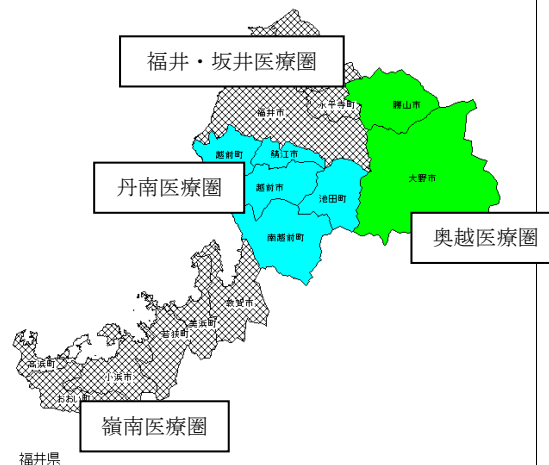 福井・坂井医療圏
永平寺町
勝山市
福井市
越前町
鯖江市
丹南医療圏
越前市
池田町
大野市
奥越医療圏
南越前町
敦賀市
美浜町
若狭町
高浜町
小浜市
おおい町
嶺南医療圏
福井県